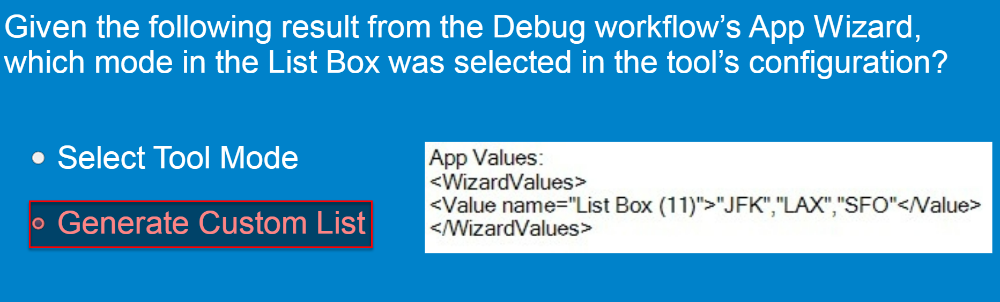 Given the following result from the Debug workflow’s App Wizard,
which mode in the List Box was selected in the tool’s configuration?
Select Tool Mode
Generate Custom List
App Values:
<WizardValues>
<Value name="List Box (11)">"JFK","LAX","SFO"</Value>
</WizardValues>